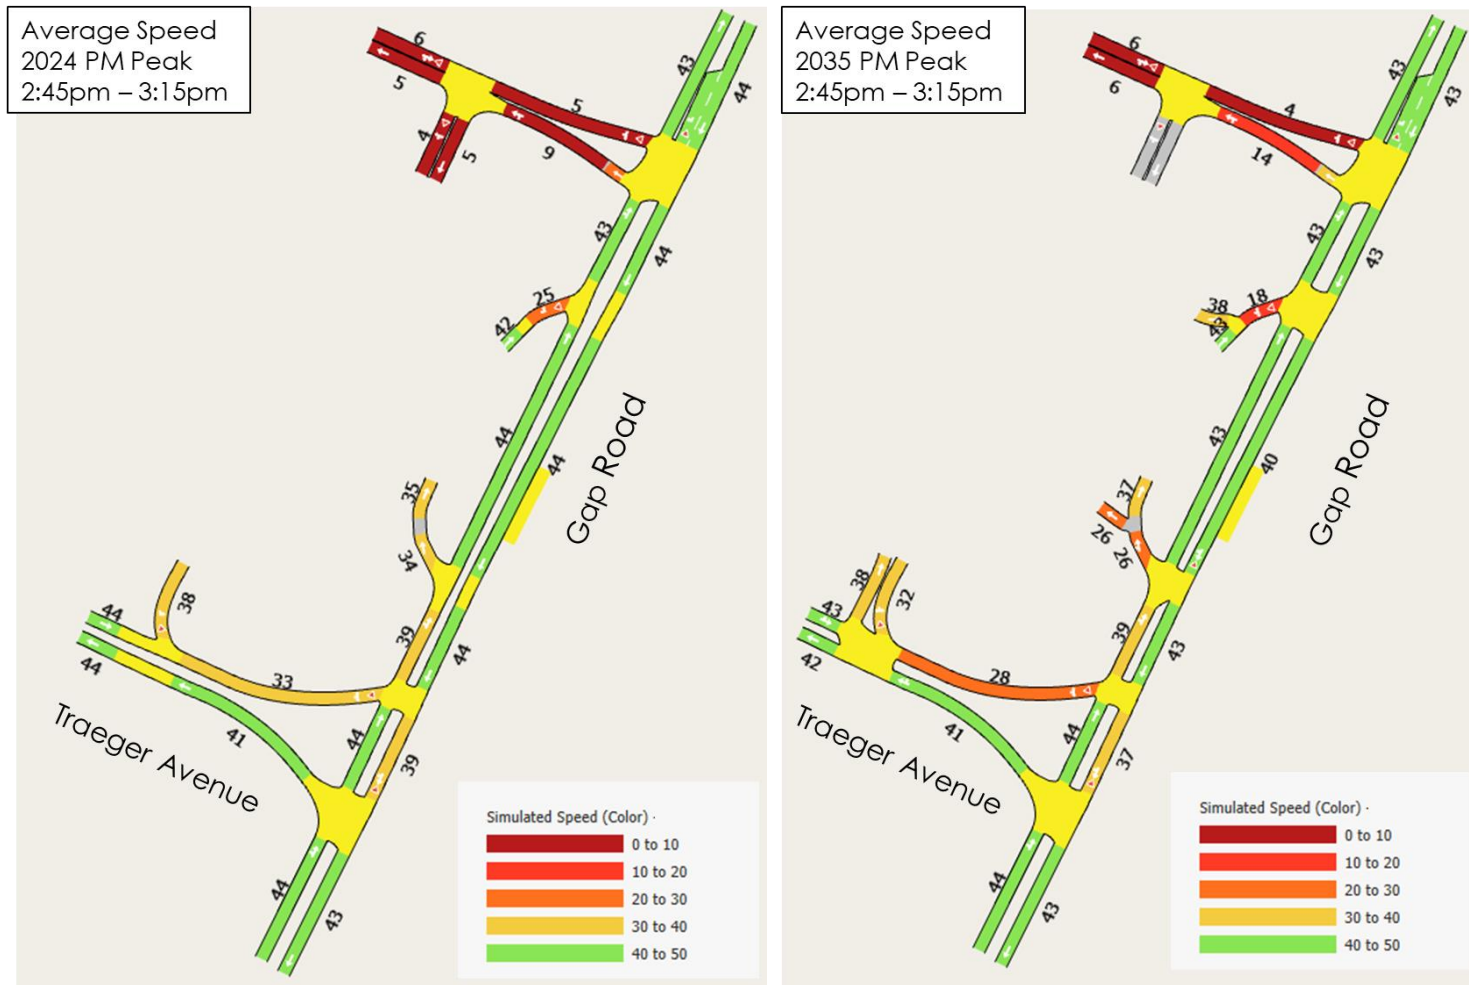 Average Speed
2024 PM Peak
2:45pm – 3:15pm
6
5
5
43
44
4
5
9
43
44
25
42
44
44
Gap Road
35
34
38
44
44
33
39
44
41
44
39
Traeger Avenue
44
43
Simulated Speed (Color) ·
0 to 10
10 to 20
20 to 30
30 to 40
40 to 50
Average Speed
2035 PM Peak
2:45pm – 3:15pm
6
6
4
43
43
14
43
43
38
18
43
43
40
Gap Road
37
26
26
38
32
43
42
28
39
43
41
44
37
Traeger Avenue
44
43
Simulated Speed (Color) ·
0 to 10
10 to 20
20 to 30
30 to 40
40 to 50